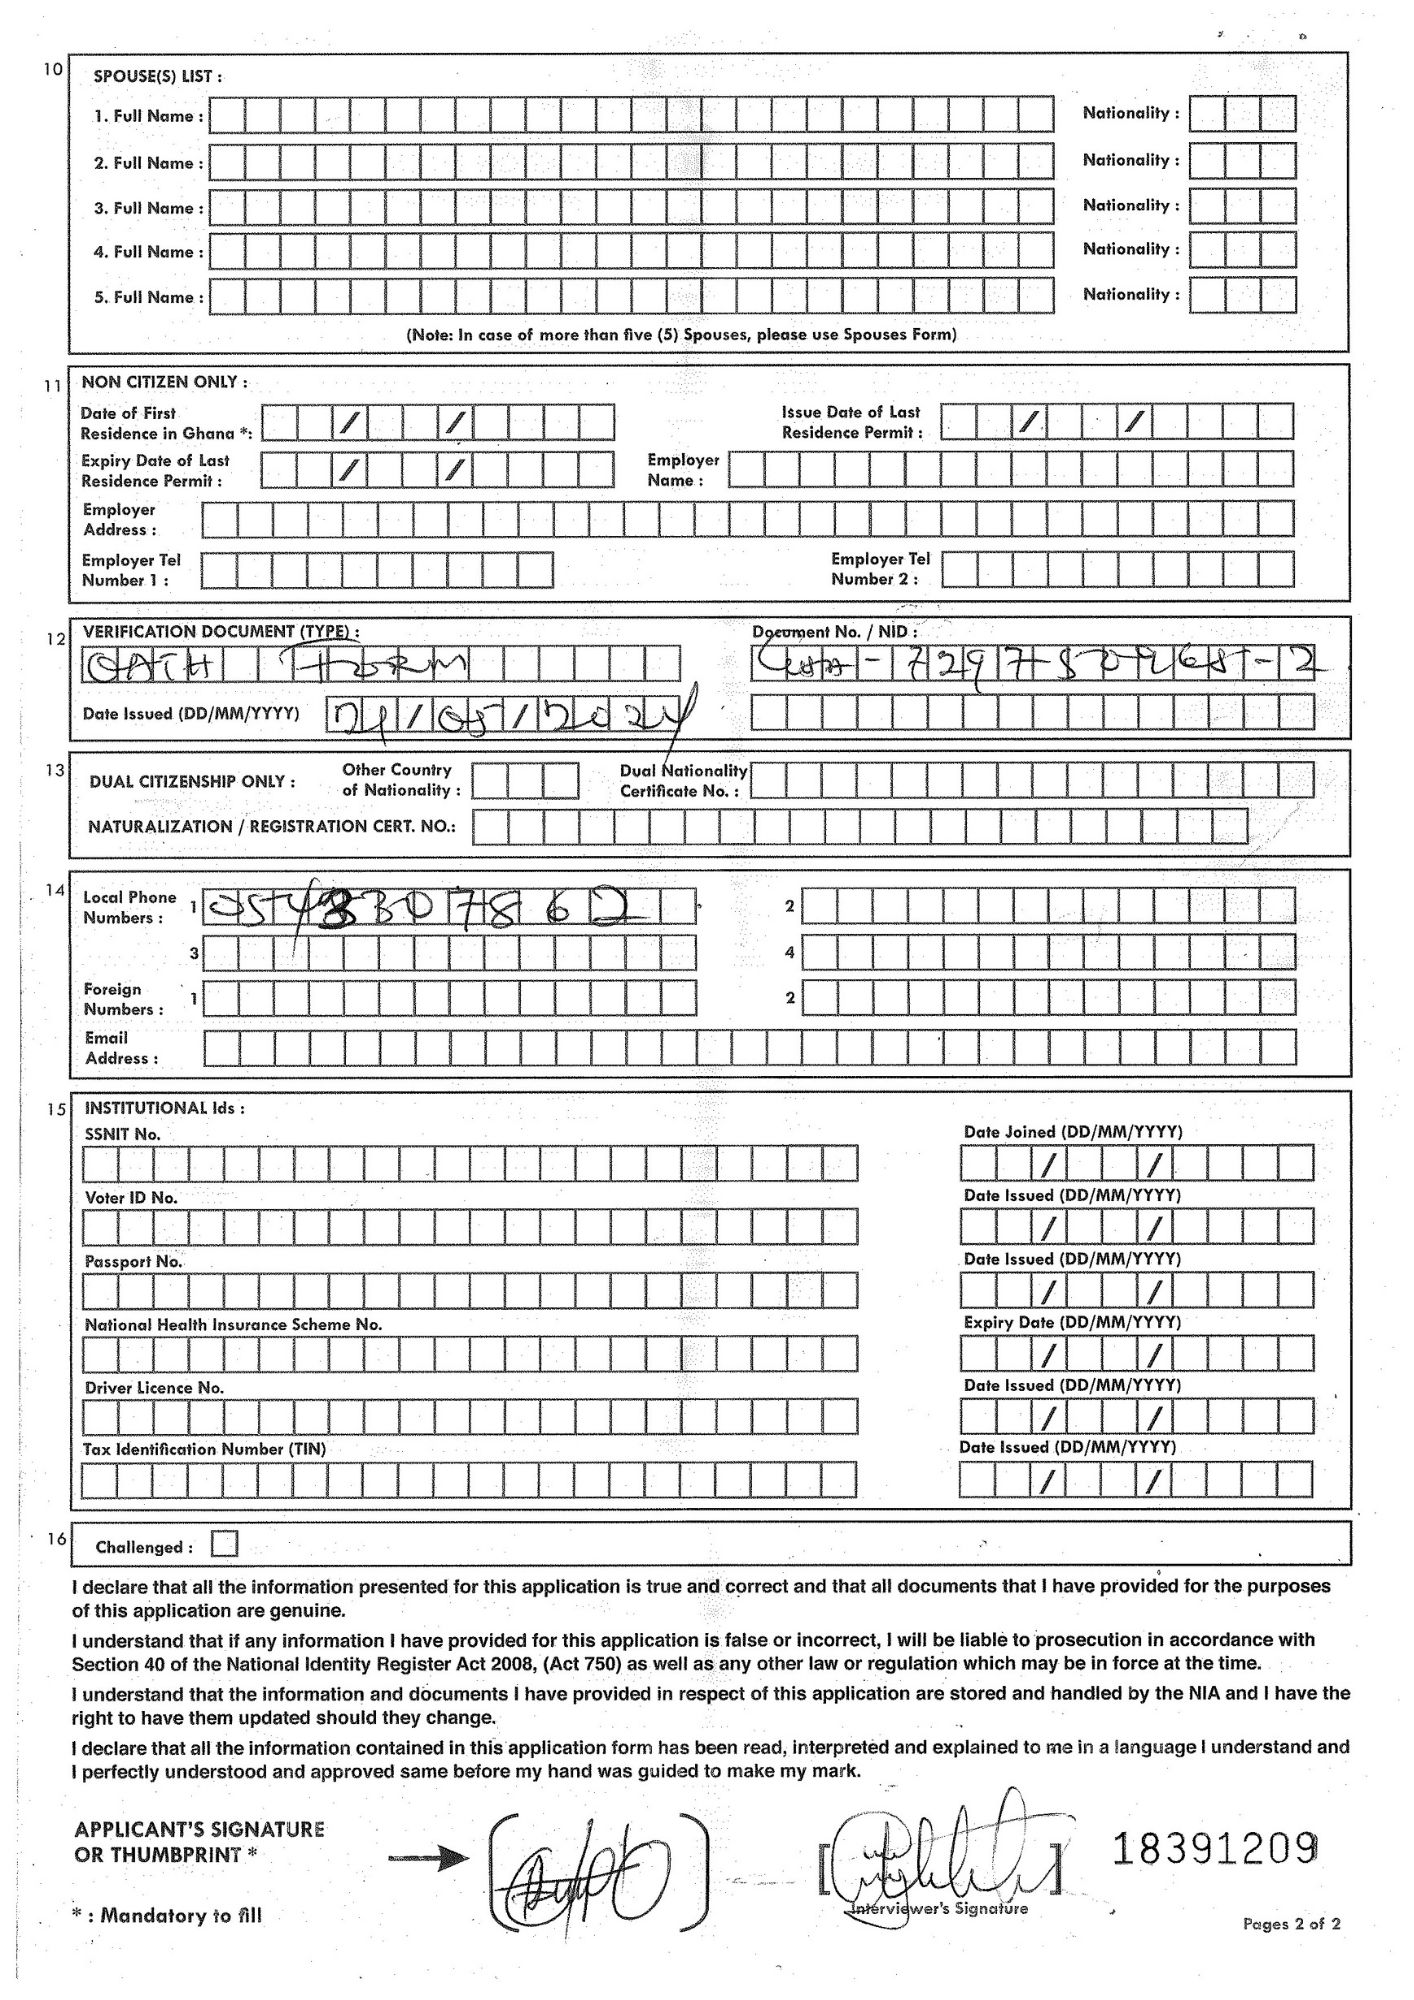 10
SPOUSE(S) LIST :
1. Full Name : Nationality :
2. Full Name : Nationality :
3. Full Name : Nationality :
4. Full Name : Nationality :
5. Full Name : Nationality :
(Note: In case of more than five (5) Spouses, please use Spouses Form)
11
NON CITIZEN ONLY :
Date of First Residence in Ghana *: / / Issue Date of Last Residence Permit : / /
Expiry Date of Last Residence Permit : / / Employer Name :
Employer Address :
Employer Tel Number 1 : Employer Tel Number 2 :
12
VERIFICATION DOCUMENT (TYPE) : Document No. / NID :
OATH FORM
Date Issued (DD/MM/YYYY) 21/05/2024
13
DUAL CITIZENSHIP ONLY : Other Country of Nationality : Dual Nationality Certificate No. :
NATURALIZATION / REGISTRATION CERT. NO.:
14
Local Phone Numbers : 1 0543307862 2
3 4
Foreign Numbers : 1 2
Email Address :
15
INSTITUTIONAL Ids :
SSNIT No. Date Joined (DD/MM/YYYY)
/ /
Voter ID No. Date Issued (DD/MM/YYYY)
/ /
Passport No. Date Issued (DD/MM/YYYY)
/ /
National Health Insurance Scheme No. Expiry Date (DD/MM/YYYY)
/ /
Driver Licence No. Date Issued (DD/MM/YYYY)
/ /
Tax Identification Number (TIN) Date Issued (DD/MM/YYYY)
/ /
16
Challenged :
I declare that all the information presented for this application is true and correct and that all documents that I have provided for the purposes
of this application are genuine.
I understand that if any information I have provided for this application is false or incorrect, I will be liable to prosecution in accordance with
Section 40 of the National Identity Register Act 2008, (Act 750) as well as any other law or regulation which may be in force at the time.
I understand that the information and documents I have provided in respect of this application are stored and handled by the NIA and I have the
right to have them updated should they change.
I declare that all the information contained in this application form has been read, interpreted and explained to me in a language I understand and
I perfectly understood and approved same before my hand was guided to make my mark.
APPLICANT'S SIGNATURE
OR THUMBPRINT *
18391209
Interviewer's Signature
* : Mandatory to fill
Pages 2 of 2